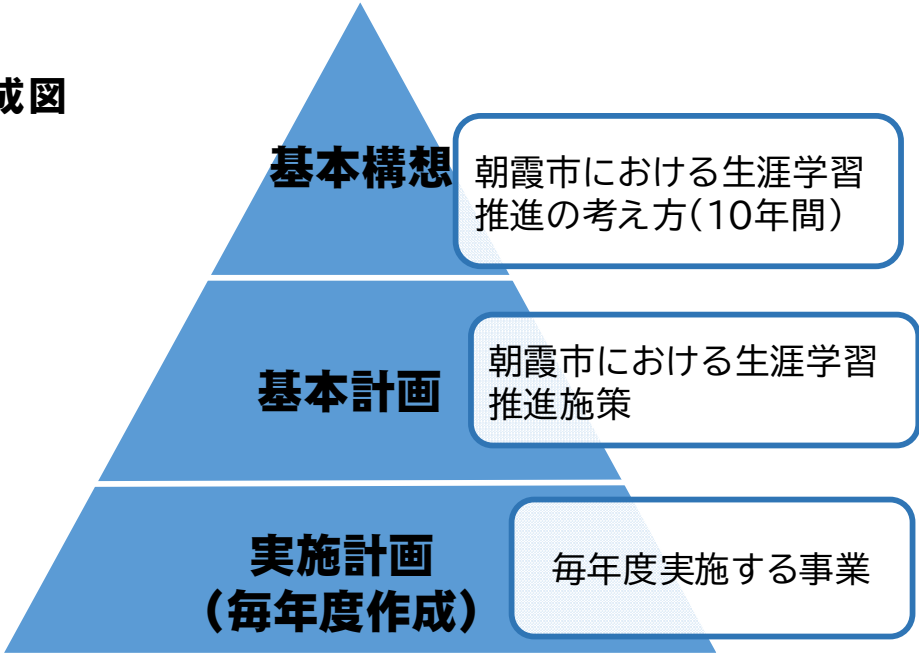 成図
基本構想
朝霞市における生涯学習
推進の考え方(10年間)
基本計画
朝霞市における生涯学習
推進施策
実施計画
(毎年度作成)
毎年度実施する事業